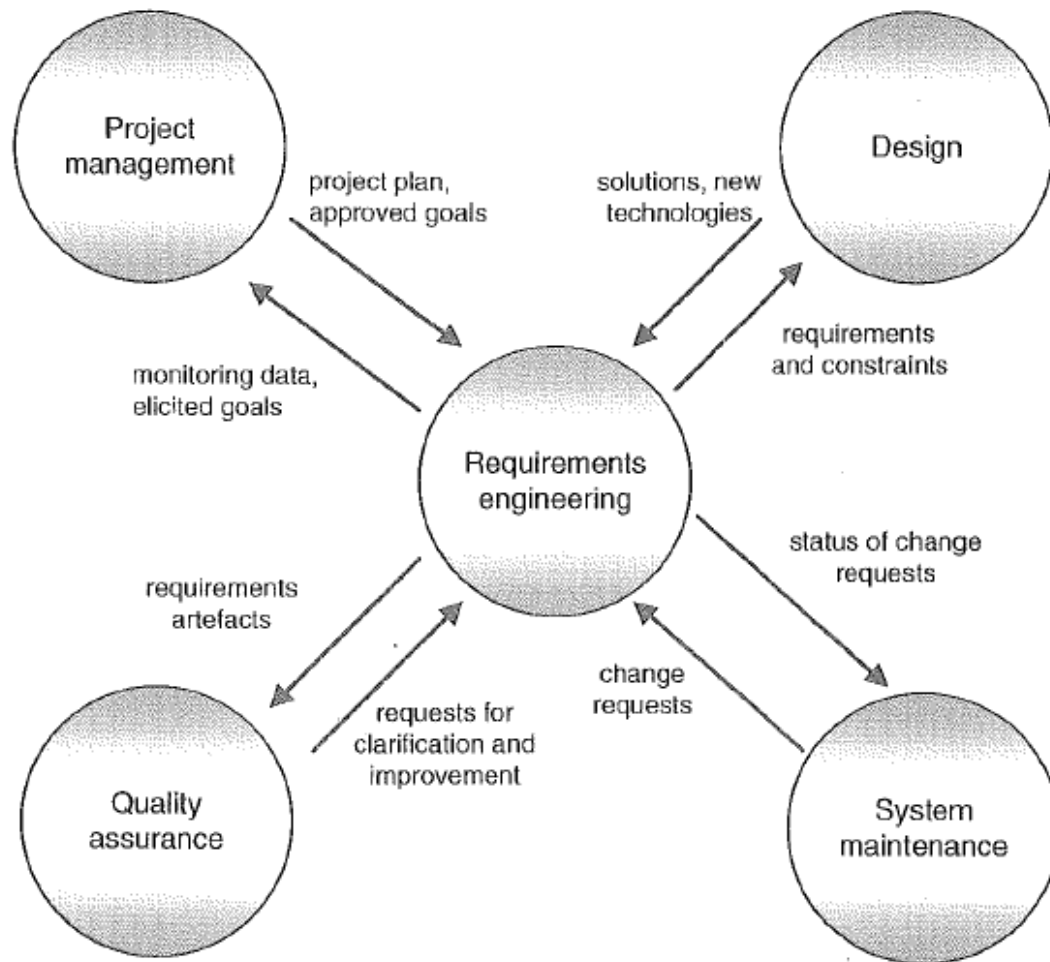 Project
management
Design
project plan,
approved goals
solutions, new
technologies
monitoring data,
elicited goals
requirements
and constraints
Requirements
engineering
requirements
artefacts
status of change
requests
requests for
clarification and
improvement
change
requests
Quality
assurance
System
maintenance